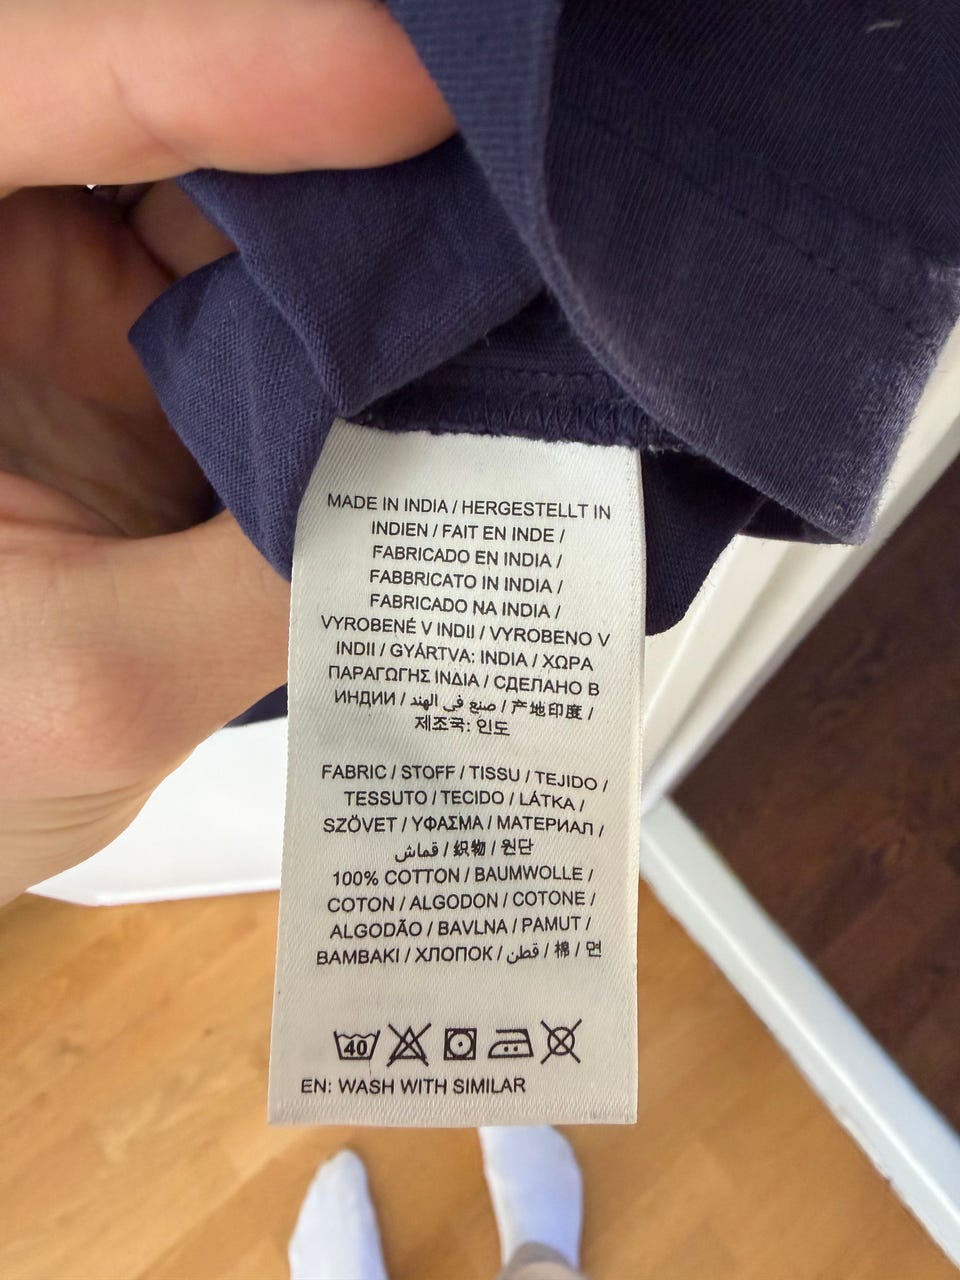 MADE IN INDIA / HERGESTELLT IN
INDIEN / FAIT EN INDE /
FABRICADO EN INDIA /
FABBRICATO IN INDIA /
FABRICADO NA INDIA /
VYROBENÉ V INDII / VYROBENO V
INDII / GYÁRTVA: INDIA / ΧΩΡΑ
ΠΑΡΑΓΩΓΗΣ ΙΝΔΙΑ / СДЕЛАНО В
ИНДИИ / صنع في الهند / 产地印度 /
제조국: 인도
FABRIC / STOFF / TISSU / TEJIDO /
TESSUTO / TECIDO / LÁTKA /
SZÖVET / ΥΦΑΣΜΑ / МАТЕРИАЛ /
قماش / 织物 / 원단
100% COTTON / BAUMWOLLE /
COTON / ALGODON / COTONE /
ALGODÃO / BAVLNA / PAMUT /
BAMBAKI / ХЛОПОК / قطن / 棉 / 면
40
EN: WASH WITH SIMILAR